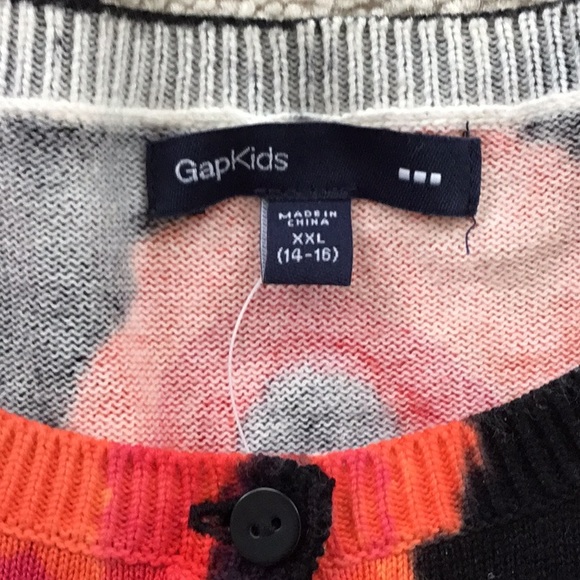 GapKids
MADE IN
CHINA
XXL
(14-16)